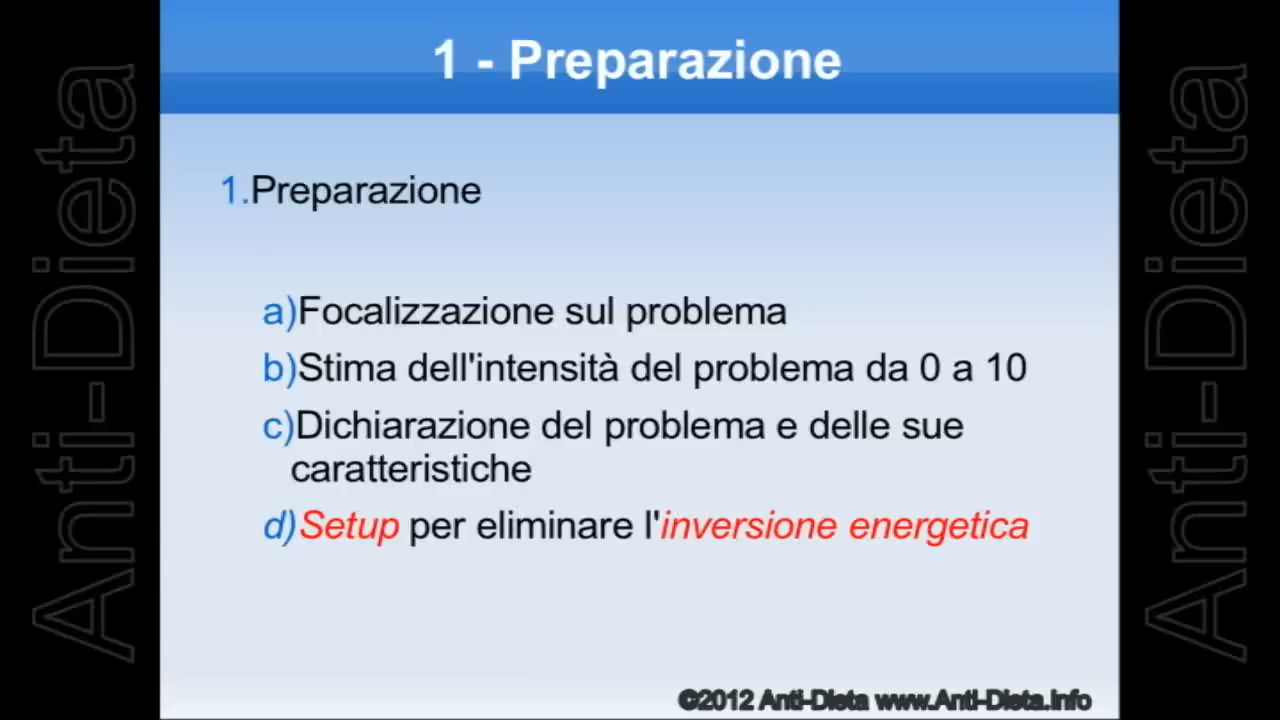 1 - Preparazione
1.Preparazione
a)Focalizzazione sul problema
b)Stima dell'intensità del problema da 0 a 10
c)Dichiarazione del problema e delle sue
caratteristiche
d)Setup per eliminare l'inversione energetica
©2012 Anti-Dieta www.Anti-Dieta.info
Anti-Dieta
Anti-Dieta